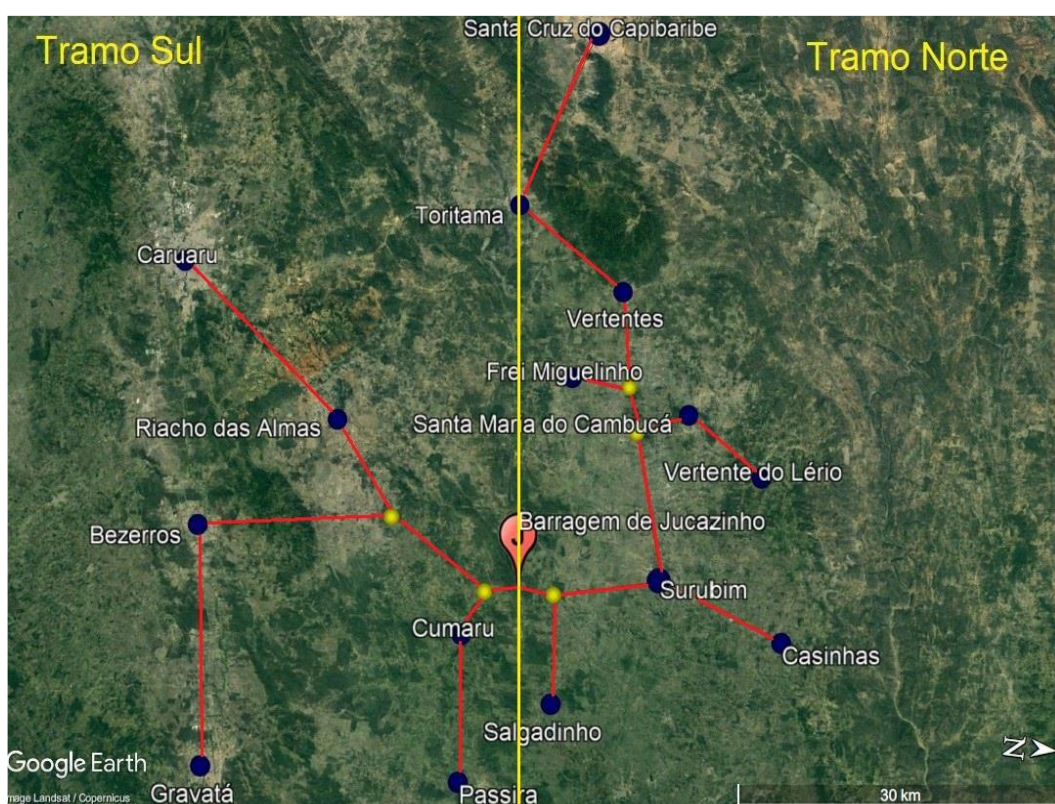 Santa Cruz do Capibaribe
Tramo Sul
Tramo Norte
Toritama
Caruaru
Vertentes
Frei Miguelinho
Santa Maria do Cambucá
Riacho das Almas
Vertente do Lério
Barragem de Jucazinho
Bezerros
Surubim
Cumaru
Casinhas
Salgadinho
N
Google Earth
Gravatá
Passira
30 km
mage Landsat / Copernicus